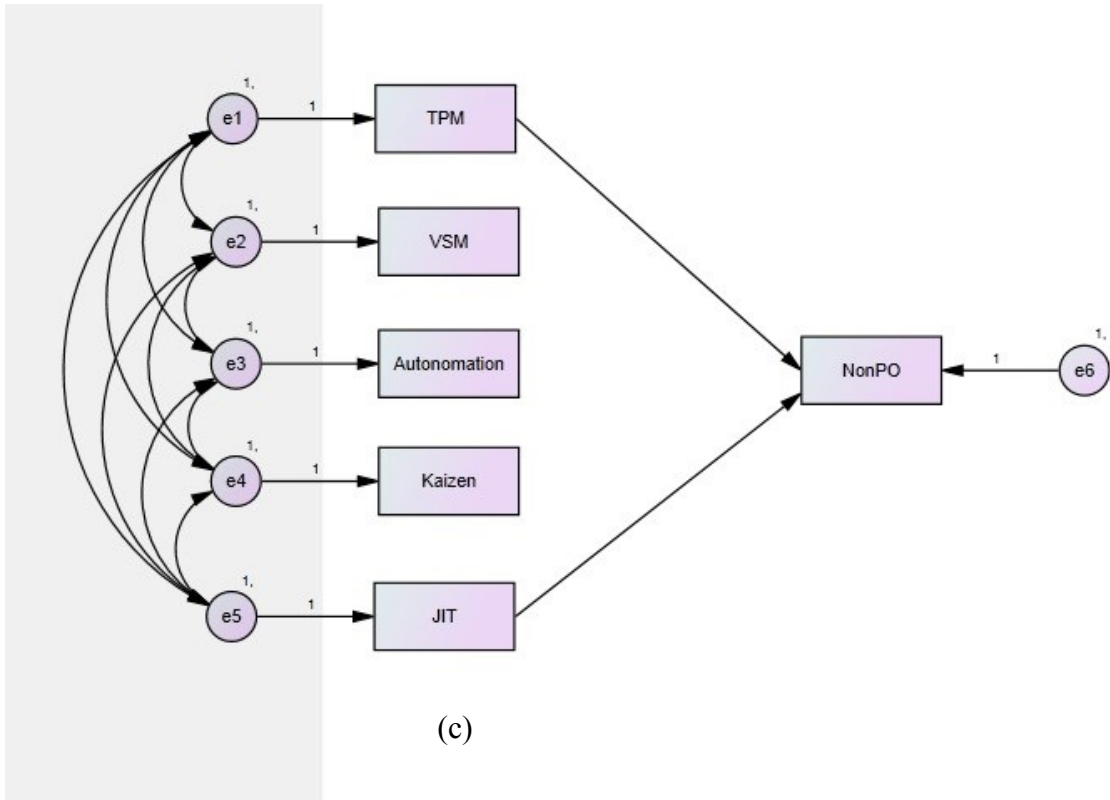 1,
e1
1
TPM
1,
e2
1
VSM
1,
e3
1
Autonomation
NonPO
1
1,
e6
1,
e4
1
Kaizen
1,
e5
1
JIT
(c)